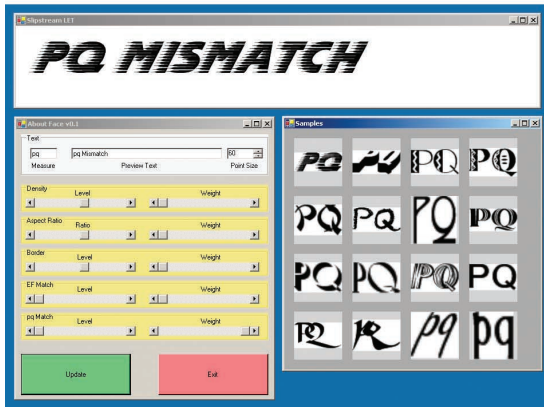 Slipstream LET
PQ MISMATCH
About Face v0.1
Text
pq
pq Mismatch
60
Measure
Preview Text
Point Size
Density
Level
Weight
Aspect Ratio
Ratio
Weight
Border
Level
Weight
EF Match
Level
Weight
pq Match
Level
Weight
Update
Exit
Samples
PQ
PQ
PQ
PQ
PQ
PQ
PQ
PQ
PQ
PQ
PQ
PQ
pq
pq